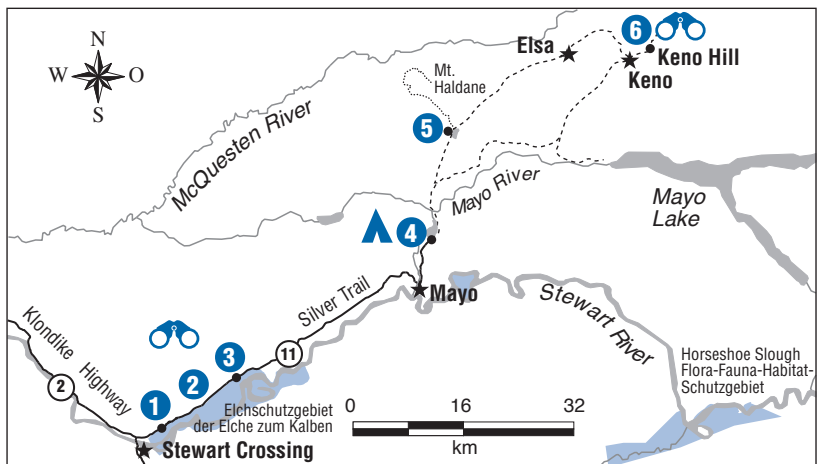 N
W O
S
McQuesten River
Mt.
Haldane
Elsa
6
Keno Hill
Keno
5
Mayo River
Mayo
Lake
4
Mayo
Silver Trail
11
Stewart
River
Klondike
Highway
2
1
2
3
Elchschutzgebiet
der Elche zum Kalben
Stewart Crossing
0 16 32
km
Horseshoe Slough
Flora-Fauna-Habitat-
Schutzgebiet